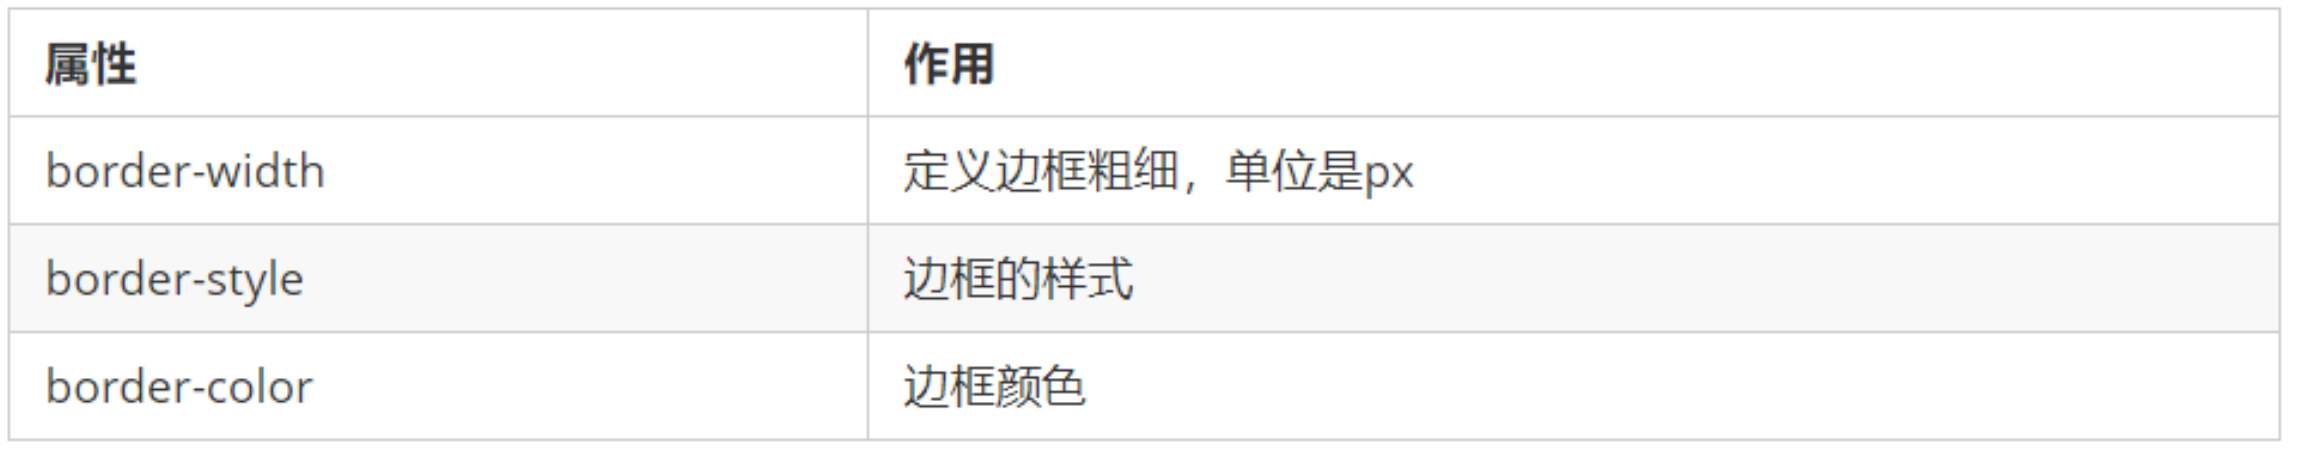 属性 作用
border-width 定义边框粗细，单位是px
border-style 边框的样式
border-color 边框颜色